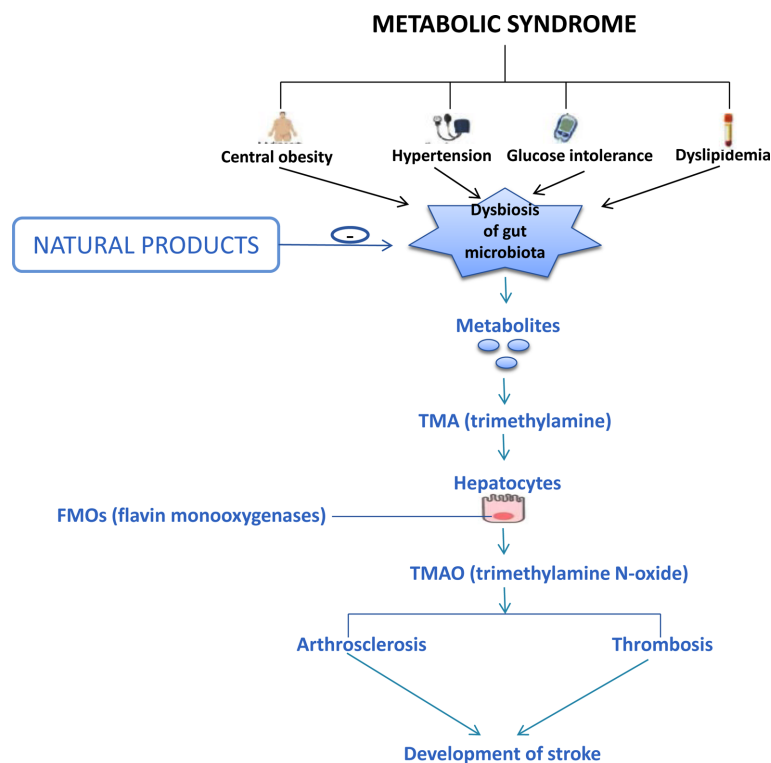 METABOLIC SYNDROME
Central obesity
Hypertension
Glucose intolerance
Dyslipidemia
Dysbiosis
of gut
microbiota
NATURAL PRODUCTS
-
Metabolites
TMA (trimethylamine)
Hepatocytes
FMOs (flavin monooxygenases)
TMAO (trimethylamine N-oxide)
Arthrosclerosis
Thrombosis
Development of stroke